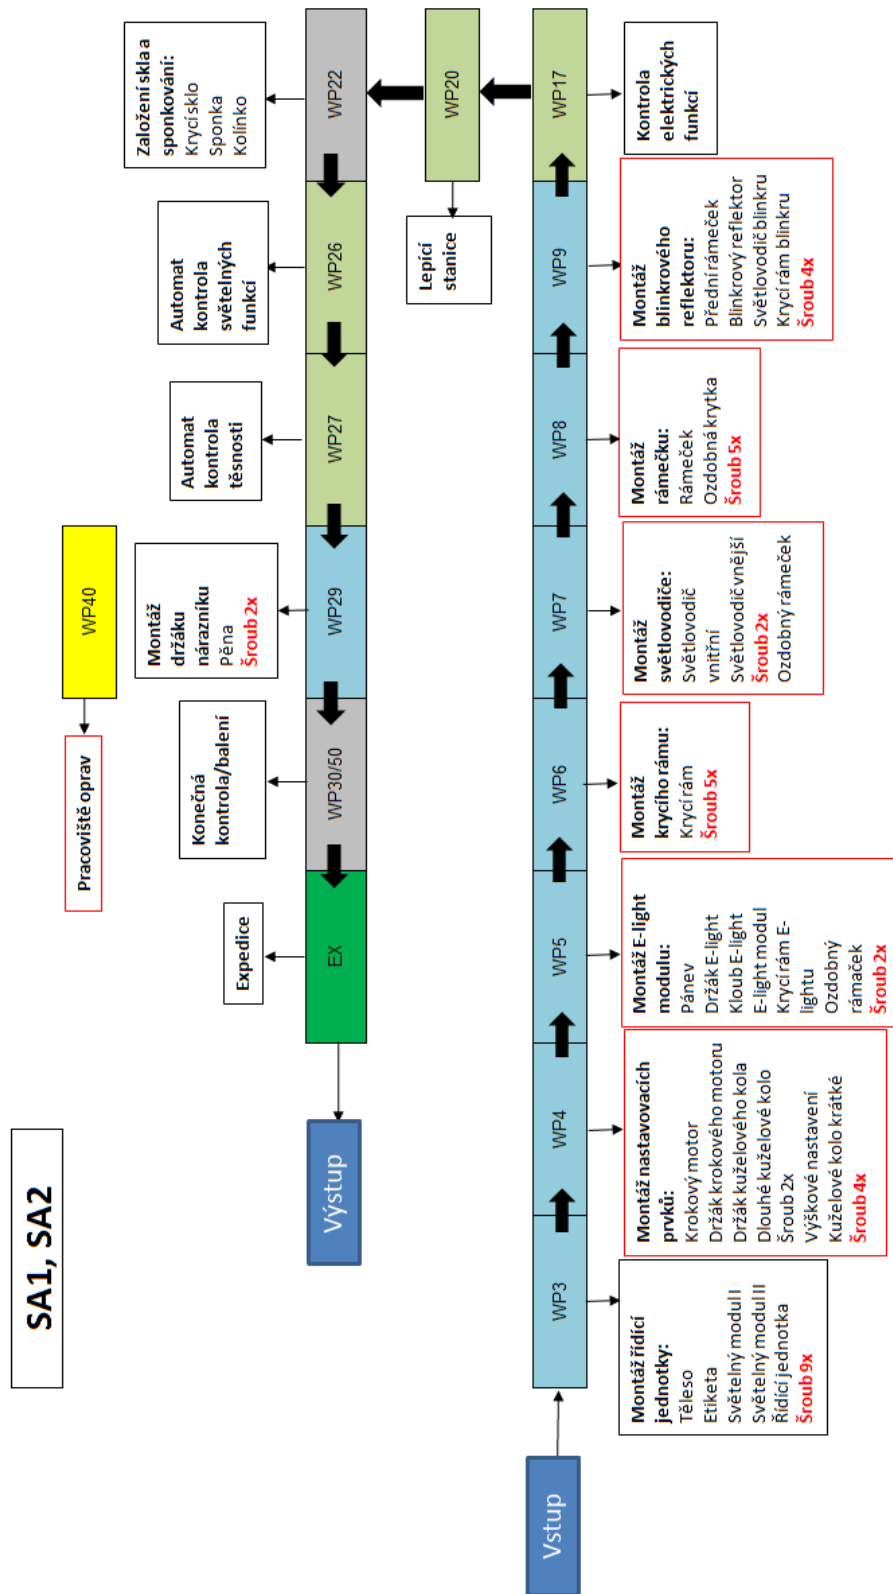 SA1, SA2
Pracoviště oprav
WP40
Expedice
Konečná
kontrola/balení
Montáž
držáku
nárazníku
Pěna
Šroub 2x
Automat
kontrola
těsnosti
Automat
kontrola
světelných
funkcí
Založení skla a
sponkování:
Krycí sklo
Sponka
Kolínko
Výstup
EX
WP30/50
WP29
WP27
WP26
WP22
Lepící
stanice
WP20
Vstup
WP3
WP4
WP5
WP6
WP7
WP8
WP9
WP17
Montáž řídící
jednotky:
Těleso
Etiketa
Světelný modul I
Světelný modul II
Řídící jednotka
Šroub 9x
Montáž nastavovacích
prvků:
Krokový motor
Držák krokového motoru
Držák kuželového kola
Dlouhé kuželové kolo
Šroub 2x
Výškové nastavení
Kuželové kolo krátké
Šroub 4x
Montáž E-light
modulu:
Pánev
Držák E-light
Kloub E-light
E-light modul
Krycí rám E-
lightu
Ozdobný
rámaček
Šroub 2x
Montáž
krycího rámu:
Krycí rám
Šroub 5x
Montáž
světlovodiče:
Světlovodič
vnitřní
Světlovodič vnější
Šroub 2x
Ozdobný rámeček
Montáž
rámečku:
Rámeček
Ozdobná krytka
Šroub 5x
Montáž
blinkrového
reflektoru:
Přední rámeček
Blinkrový reflektor
Světlovodič blinkru
Krycí rám blinkru
Šroub 4x
Kontrola
elektrických
funkcí